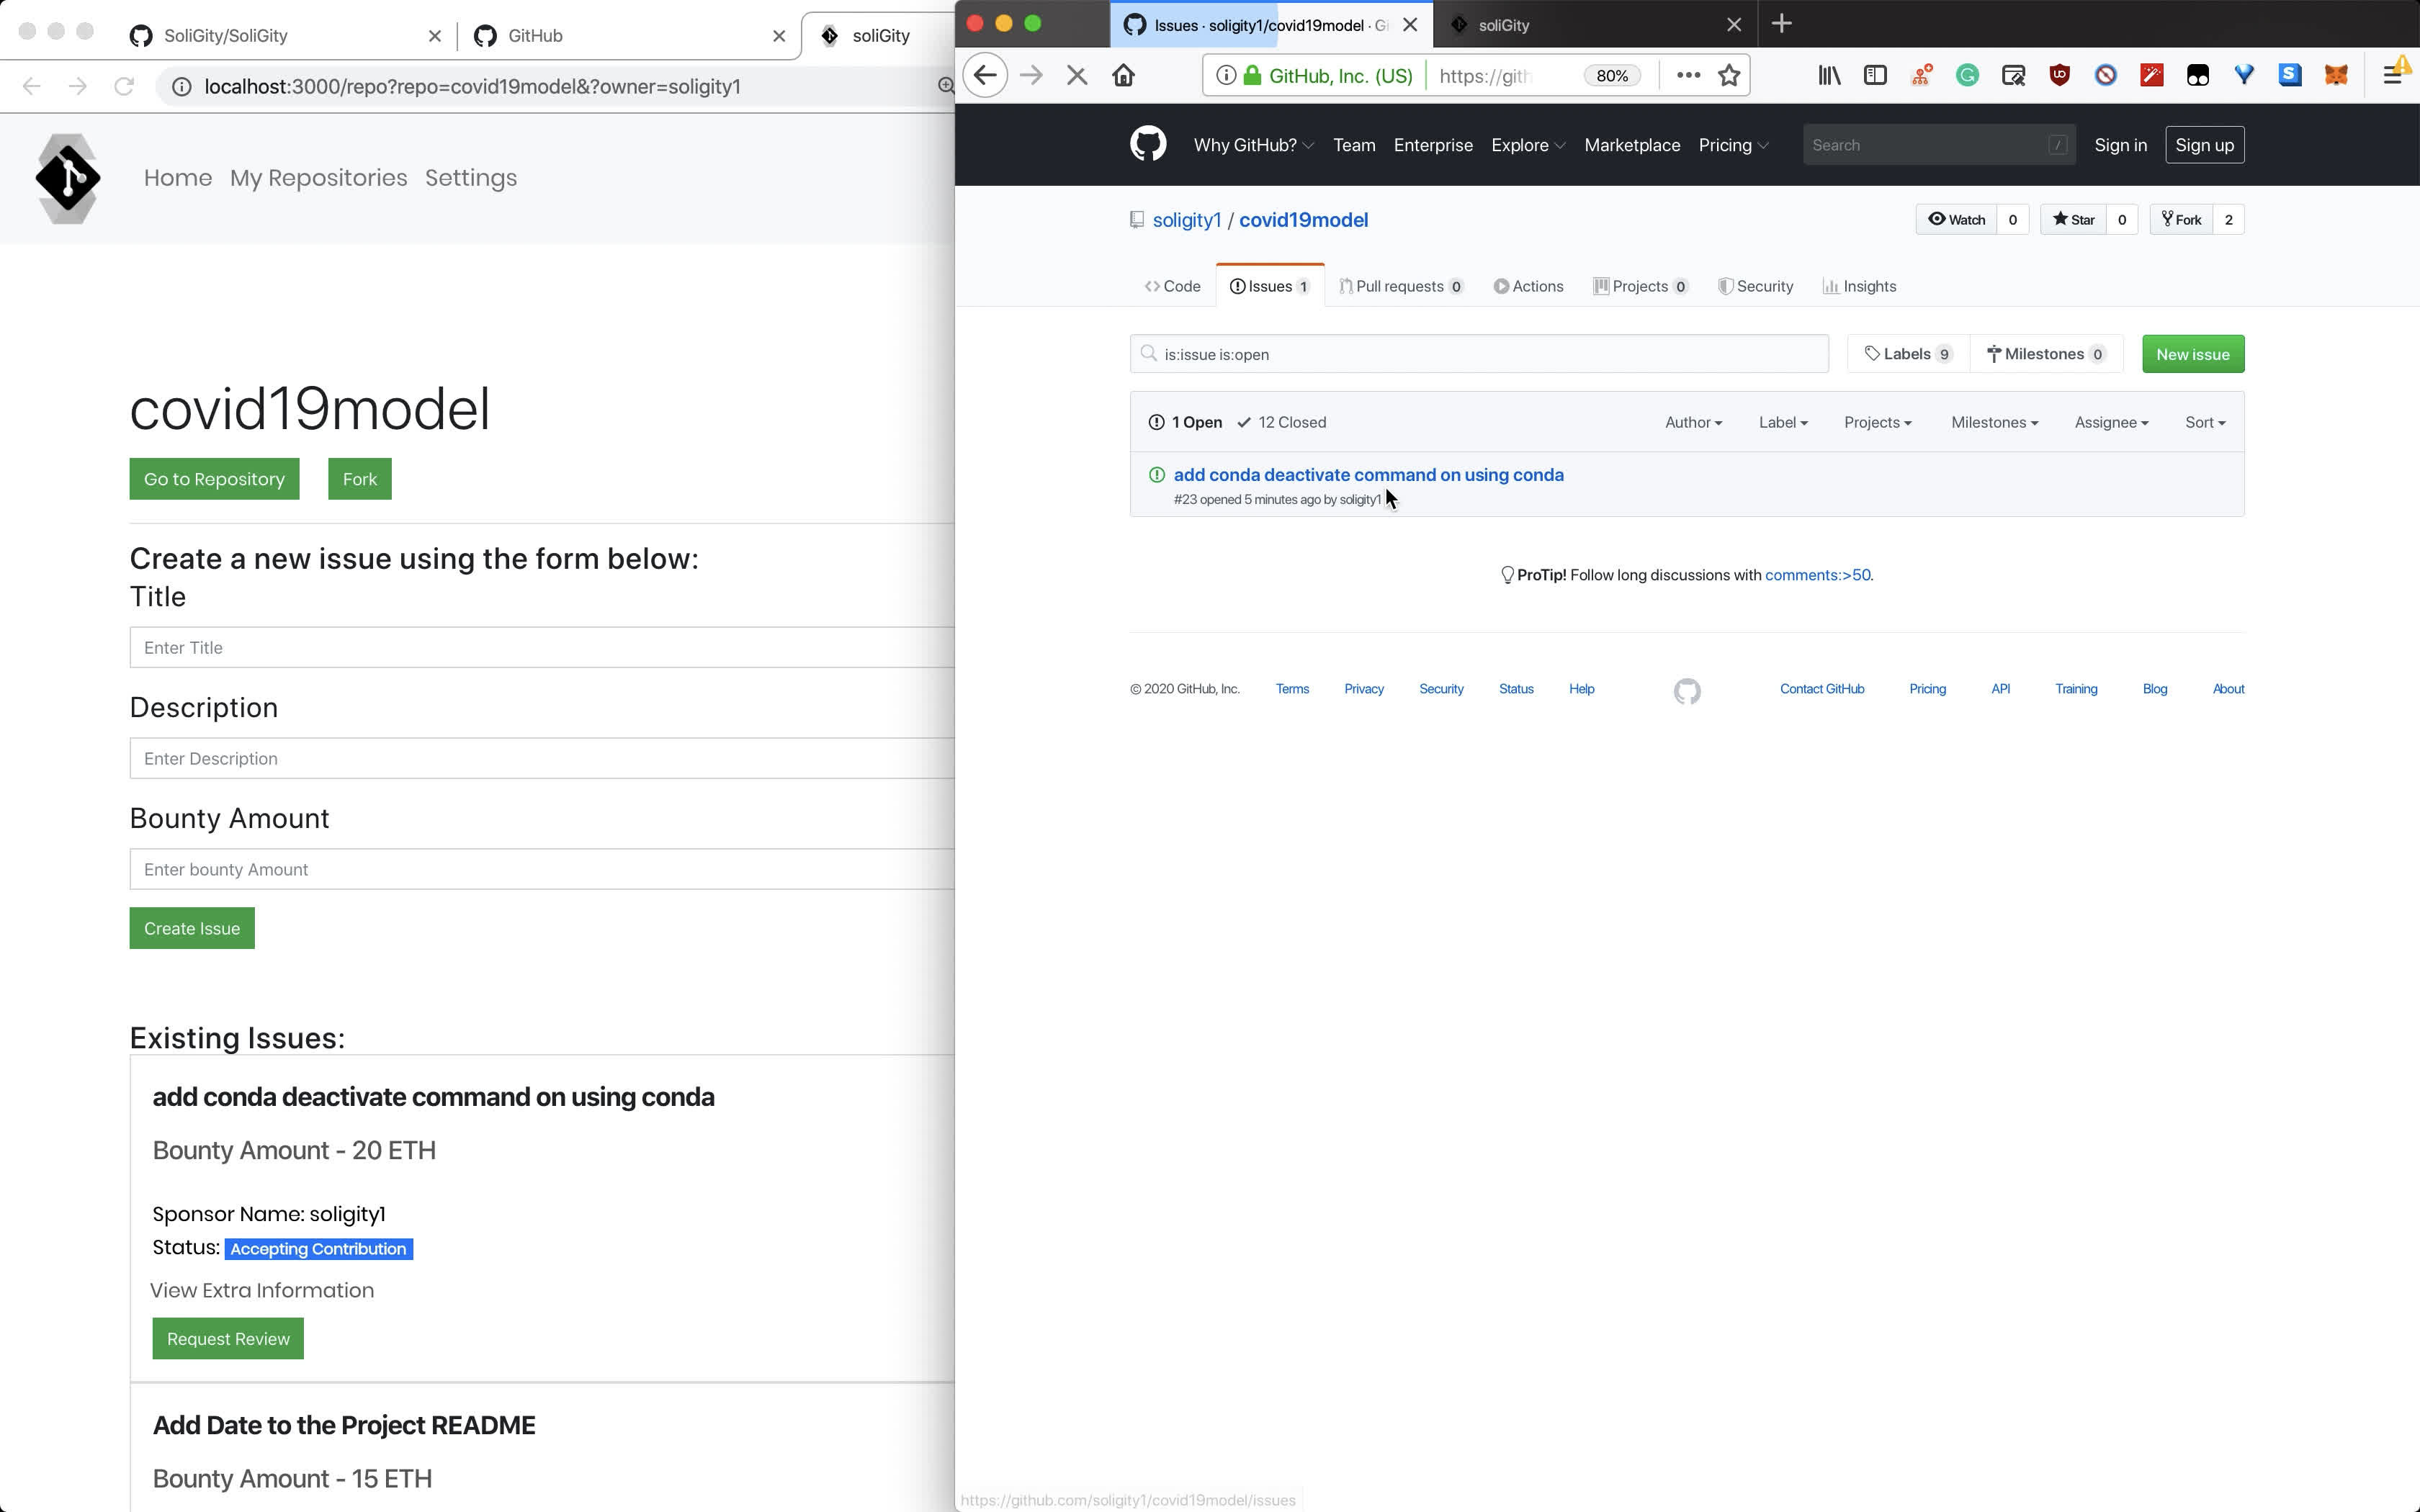 SoliGity/SoliGity
GitHub
soliGity
localhost:3000/repo?repo=covid19model&?owner=soligity1
Home My Repositories Settings
covid19model
Go to Repository Fork
Create a new issue using the form below:
Title
Enter Title
Description
Enter Description
Bounty Amount
Enter bounty Amount
Create Issue
Existing Issues:
add conda deactivate command on using conda
Bounty Amount - 20 ETH
Sponsor Name: soligity1
Status: Accepting Contribution
View Extra Information
Request Review
Add Date to the Project README
Bounty Amount - 15 ETH
Issues · soligity1/covid19model · Gi
soliGity
GitHub, Inc. (US) https://gith 80%
Why GitHub? Team Enterprise Explore Marketplace Pricing Search / Sign in Sign up
soligity1 / covid19model
Watch 0 Star 0 Fork 2
Code Issues 1 Pull requests 0 Actions Projects 0 Security Insights
is:issue is:open Labels 9 Milestones 0 New issue
1 Open 12 Closed Author Label Projects Milestones Assignee Sort
add conda deactivate command on using conda
#23 opened 5 minutes ago by soligity1
ProTip! Follow long discussions with comments:>50.
© 2020 GitHub, Inc. Terms Privacy Security Status Help Contact GitHub Pricing API Training Blog About
https://github.com/soligity1/covid19model/issues